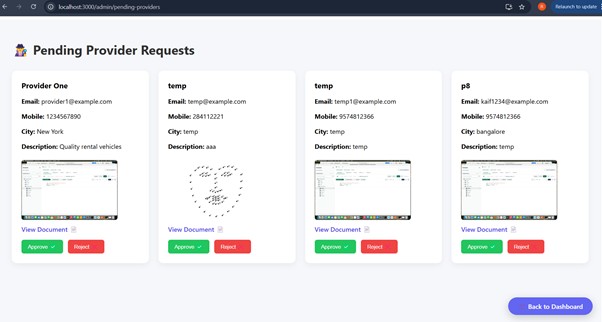 localhost:3000/admin/pending-providers
Relaunch to update
Pending Provider Requests
Provider One
Email: provider1@example.com
Mobile: 1234567890
City: New York
Description: Quality rental vehicles
View Document
Approve ✓
Reject
temp
Email: temp@example.com
Mobile: 284112221
City: temp
Description: aaa
View Document
Approve ✓
Reject
temp
Email: temp1@example.com
Mobile: 9574812366
City: temp
Description: temp
View Document
Approve ✓
Reject
p8
Email: kaif1234@example.com
Mobile: 9574812366
City: bangalore
Description: temp
View Document
Approve ✓
Reject
Back to Dashboard